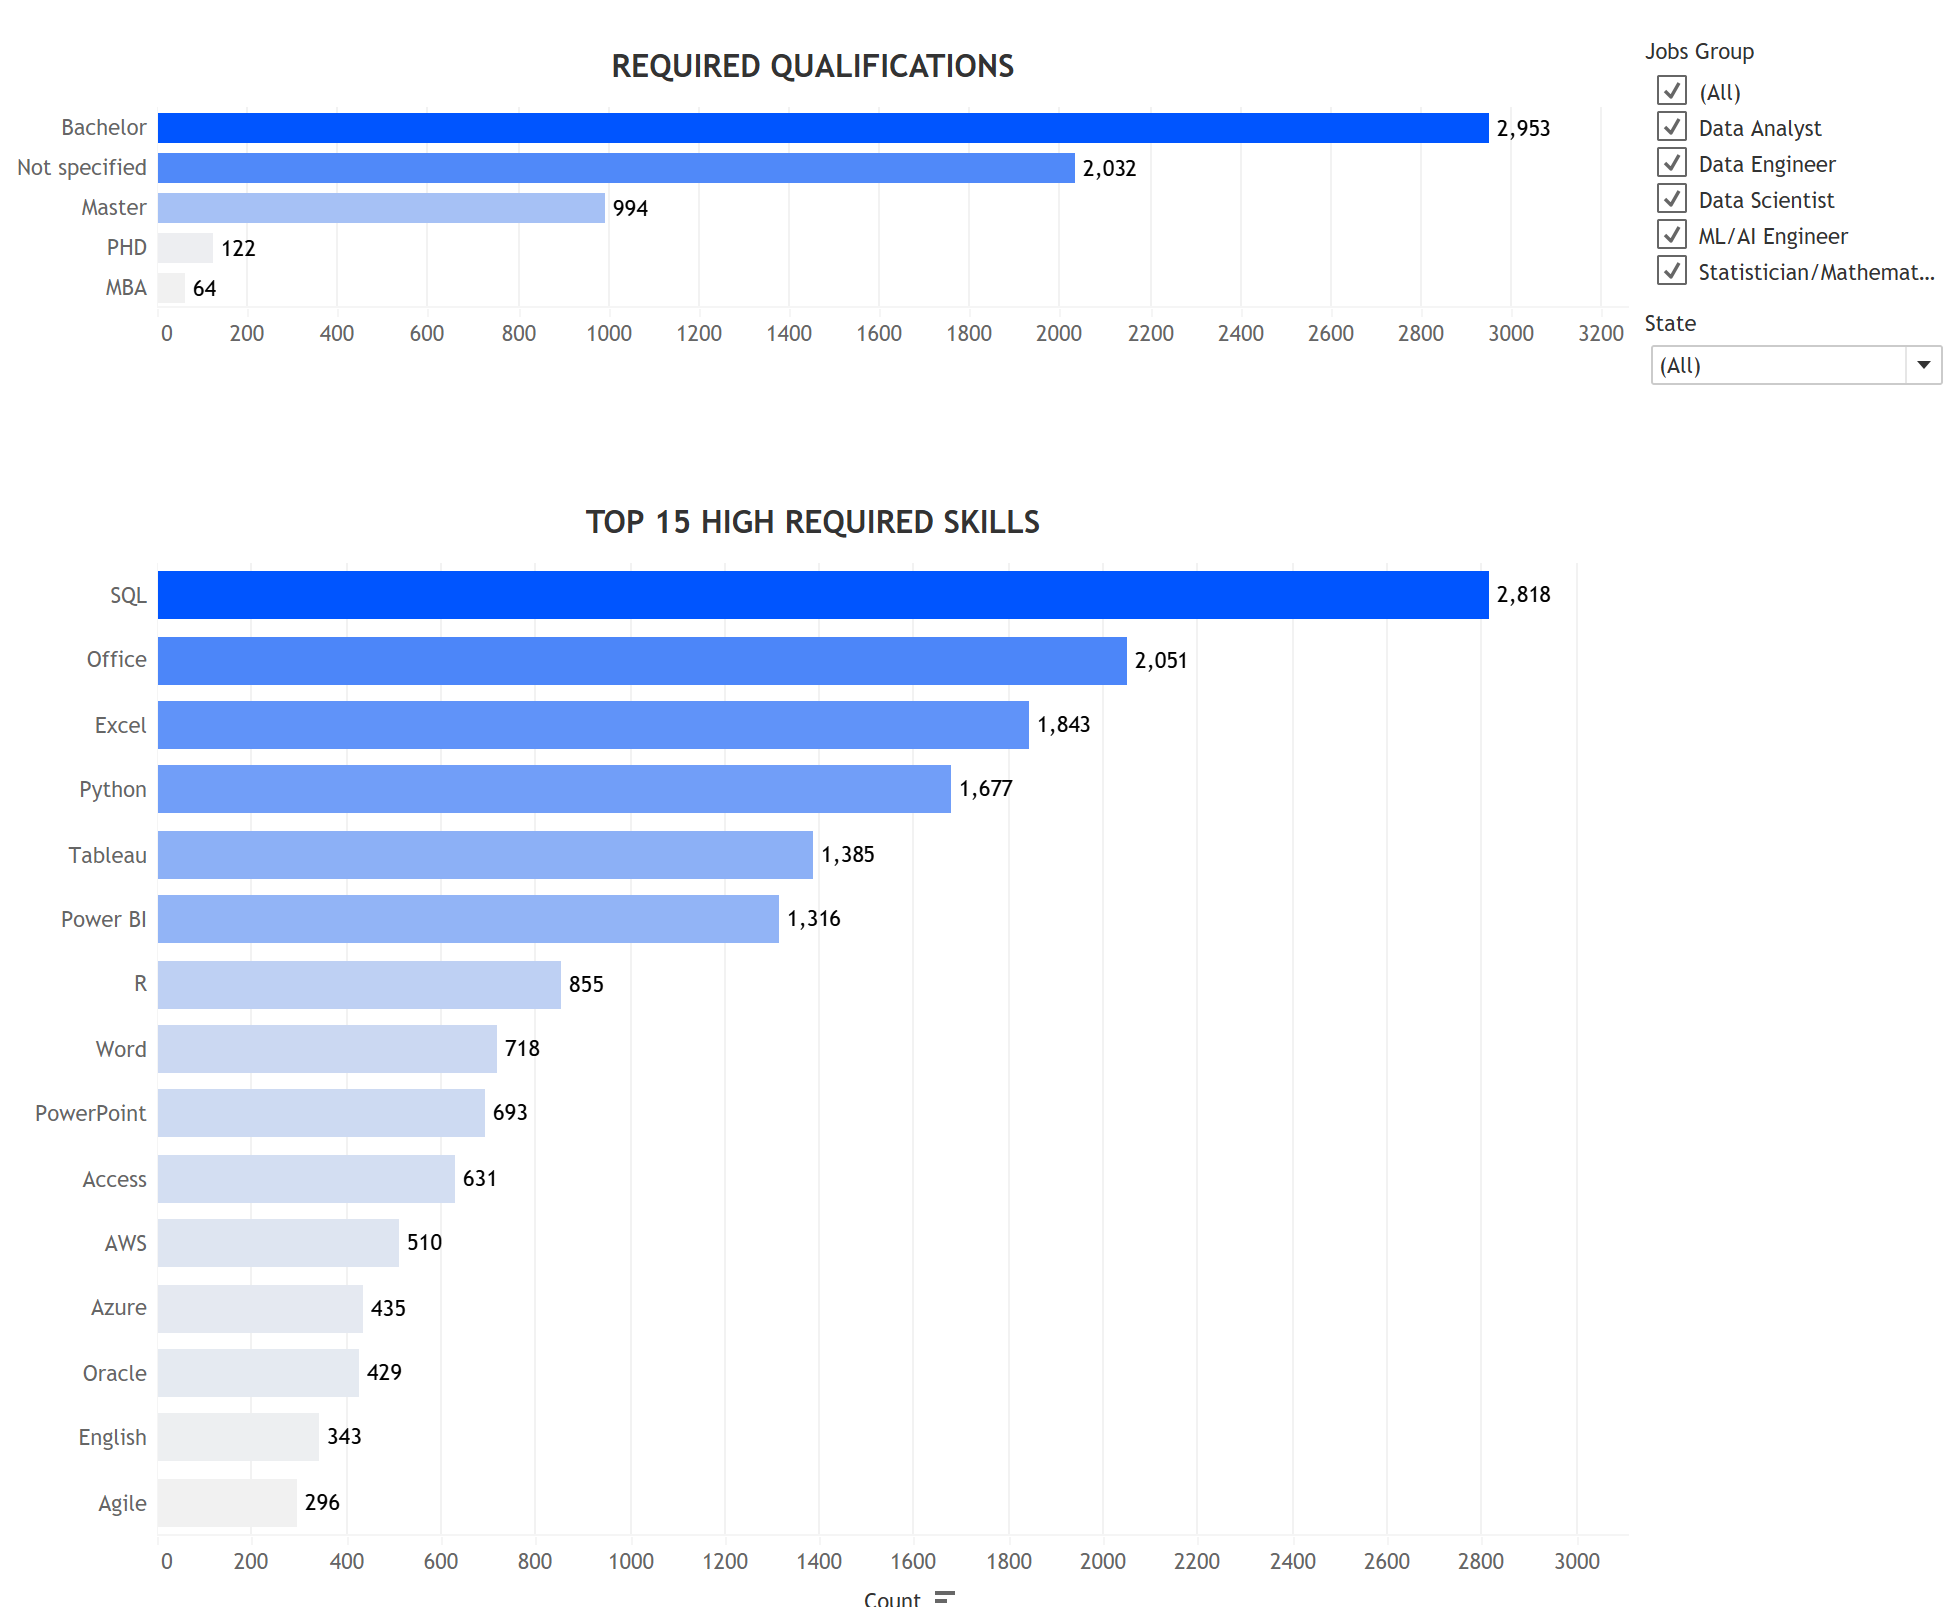 REQUIRED QUALIFICATIONS
Bachelor 2,953
Not specified 2,032
Master 994
PHD 122
MBA 64
0 200 400 600 800 1000 1200 1400 1600 1800 2000 2200 2400 2600 2800 3000 3200
Jobs Group
(All)
Data Analyst
Data Engineer
Data Scientist
ML/AI Engineer
Statistician/Mathemat...
State
(All)
TOP 15 HIGH REQUIRED SKILLS
SQL 2,818
Office 2,051
Excel 1,843
Python 1,677
Tableau 1,385
Power BI 1,316
R 855
Word 718
PowerPoint 693
Access 631
AWS 510
Azure 435
Oracle 429
English 343
Agile 296
0 200 400 600 800 1000 1200 1400 1600 1800 2000 2200 2400 2600 2800 3000
Count